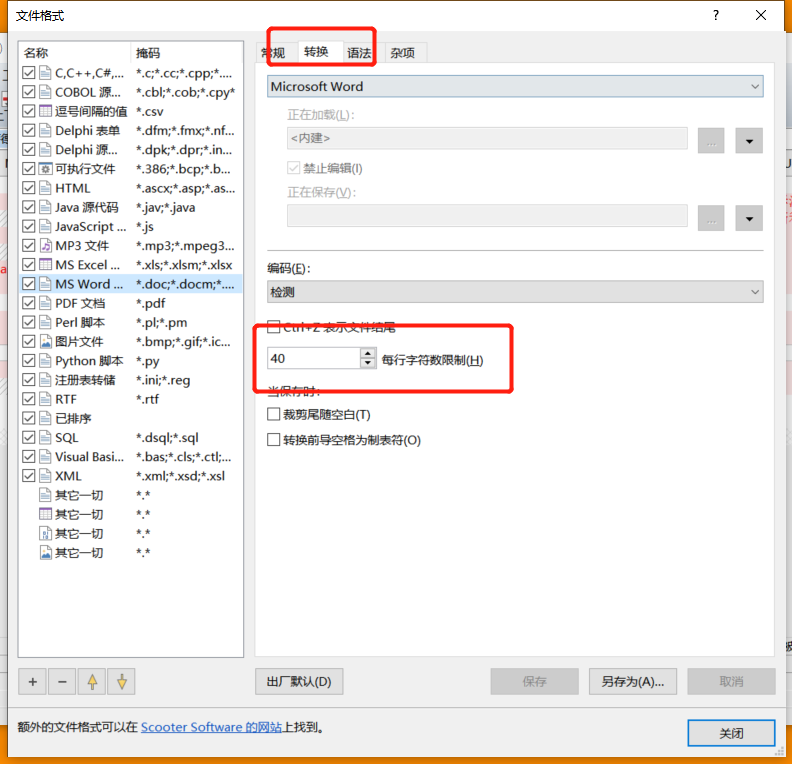 文件格式
?
名称 掩码
C,C++,C#,... *.c;*.cc;*.cpp;*....
COBOL 源... *.cbl;*.cob;*.cpy*
逗号间隔的值 *.csv
Delphi 表单 *.dfm;*.fmx;*.nf...
Delphi 源... *.dpk;*.dpr;*.in...
可执行文件 *.386;*.bcp;*.b...
HTML *.ascx;*.asp;*.as...
Java 源代码 *.jav;*.java
JavaScript ... *.js
MP3 文件 *.mp3;*.mpeg3...
MS Excel ... *.xls;*.xlsm;*.xlsx
MS Word ... *.doc;*.docm;*....
PDF 文档 *.pdf
Perl 脚本 *.pl;*.pm
图片文件 *.bmp;*.gif;*.ic...
Python 脚本 *.py
注册表转储 *.ini;*.reg
RTF *.rtf
已排序
SQL *.dsql;*.sql
Visual Basi... *.bas;*.cls;*.ctl;...
XML *.xml;*.xsd;*.xsl
其它一切 *.*
其它一切 *.*
其它一切 *.*
其它一切 *.*
常规 转换 语法 杂项
Microsoft Word
正在加载(L):
<内建>
...
禁止编辑(I)
正在保存(V):
...
编码(E):
检测
Ctrl+Z 表示文件结尾
40 每行字符数限制(H)
当保存时:
裁剪尾随空白(T)
转换前导空格为制表符(O)
出厂默认(D) 保存 另存为(A)... 取消
额外的文件格式可以在 Scooter Software 的网站上找到。
关闭